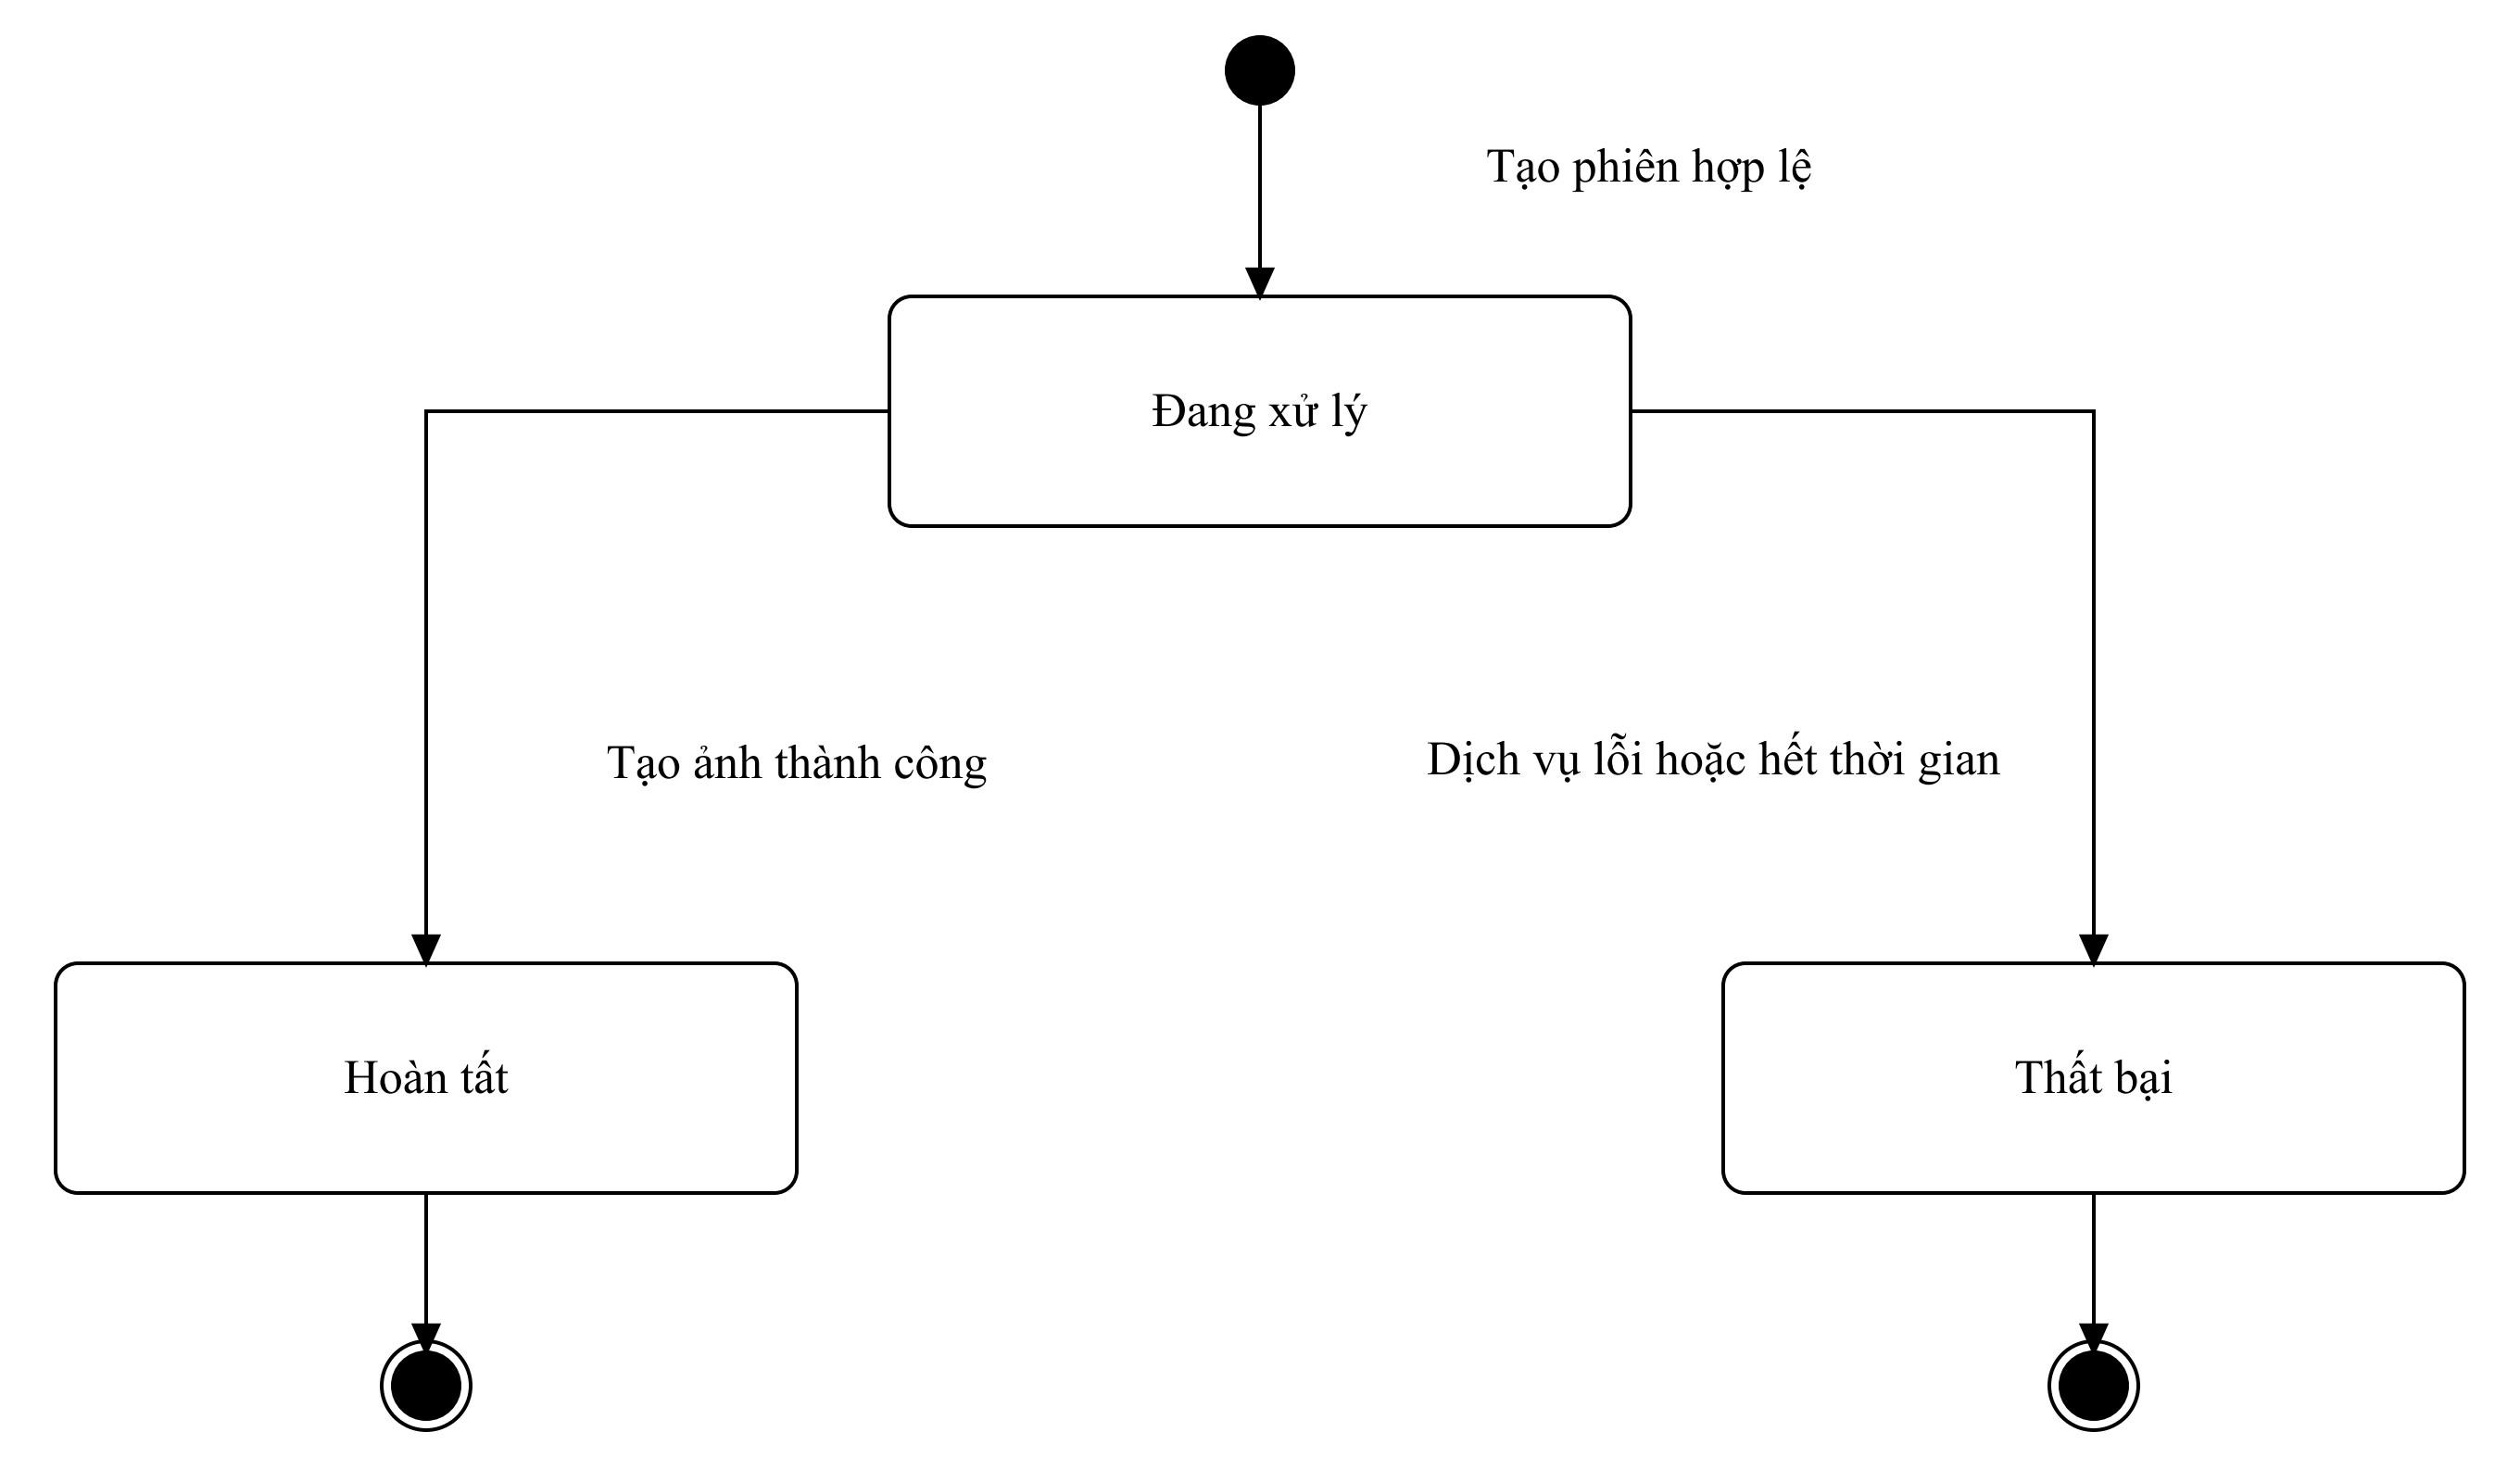 Tạo phiên hợp lệ
Đang xử lý
Tạo ảnh thành công
Dịch vụ lỗi hoặc hết thời gian
Hoàn tất
Thất bại